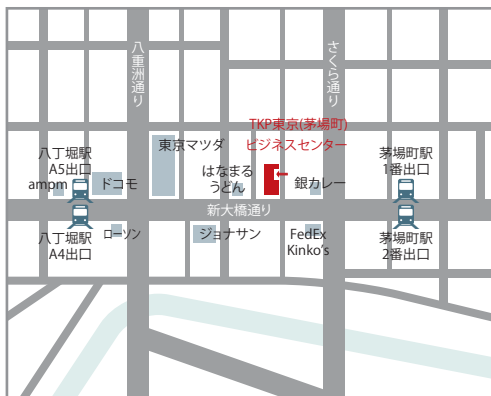 八重洲通り
さくら通り
TKP東京(茅場町)
ビジネスセンター
東京マツダ
八丁堀駅
A5出口
ampm
ドコモ
はなまる
うどん
銀カレー
茅場町駅
1番出口
新大橋通り
八丁堀駅
A4出口
ローソン
ジョナサン
FedEx
Kinko's
茅場町駅
2番出口